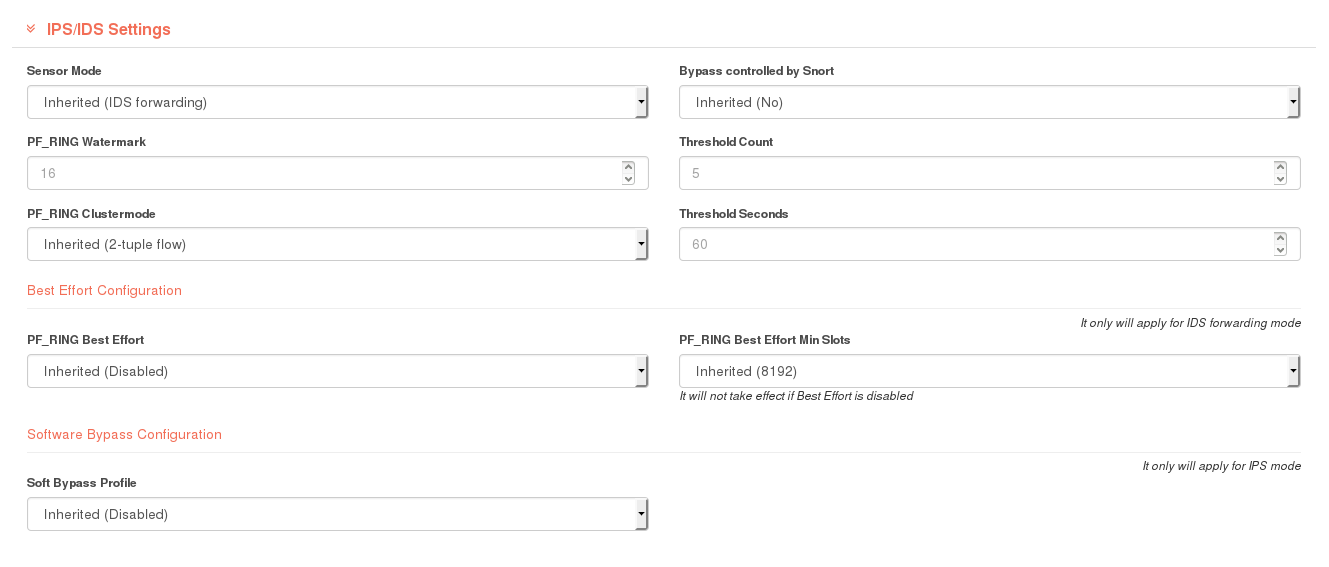 IPS/IDS Settings
Sensor Mode
Bypass controlled by Snort
Inherited (IDS forwarding)
Inherited (No)
PF_RING Watermark
Threshold Count
16
5
PF_RING Clustermode
Threshold Seconds
Inherited (2-tuple flow)
60
Best Effort Configuration
It only will apply for IDS forwarding mode
PF_RING Best Effort
PF_RING Best Effort Min Slots
Inherited (Disabled)
Inherited (8192)
It will not take effect if Best Effort is disabled
Software Bypass Configuration
It only will apply for IPS mode
Soft Bypass Profile
Inherited (Disabled)